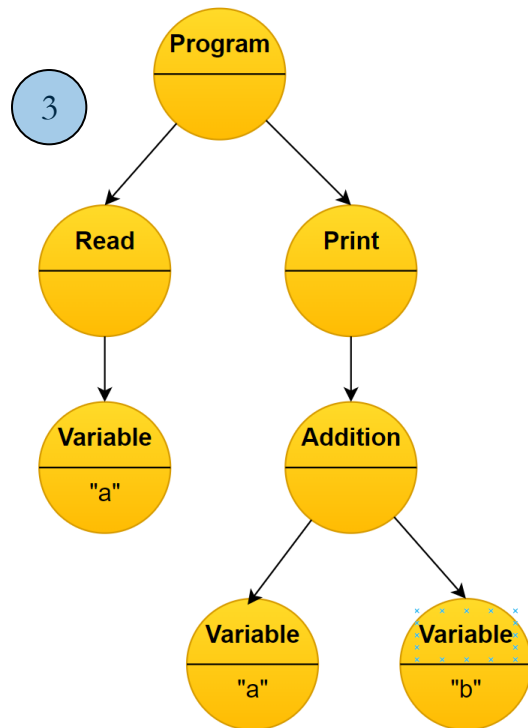 Program
3
Read
Print
Variable
"a"
Addition
Variable
"a"
Variable
"b"